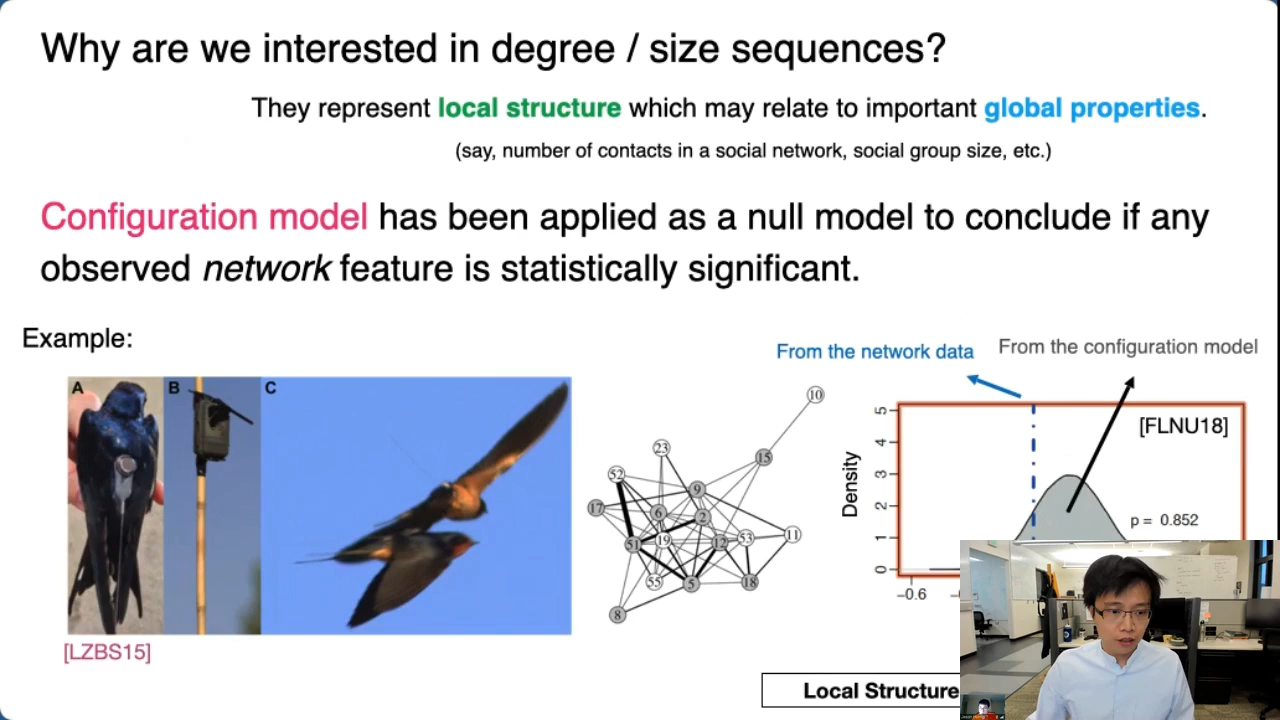 Why are we interested in degree / size sequences?
They represent local structure which may relate to important global properties.
(say, number of contacts in a social network, social group size, etc.)
Configuration model has been applied as a null model to conclude if any
observed network feature is statistically significant.
Example:
A B C
[LZBS15]
10
23
15
52
9
17
6
2
51
19
12
53
11
55
5
18
8
From the network data
From the configuration model
[FLNU18]
Density
5
4
3
2
1
0
p = 0.852
−0.6
Local Structure